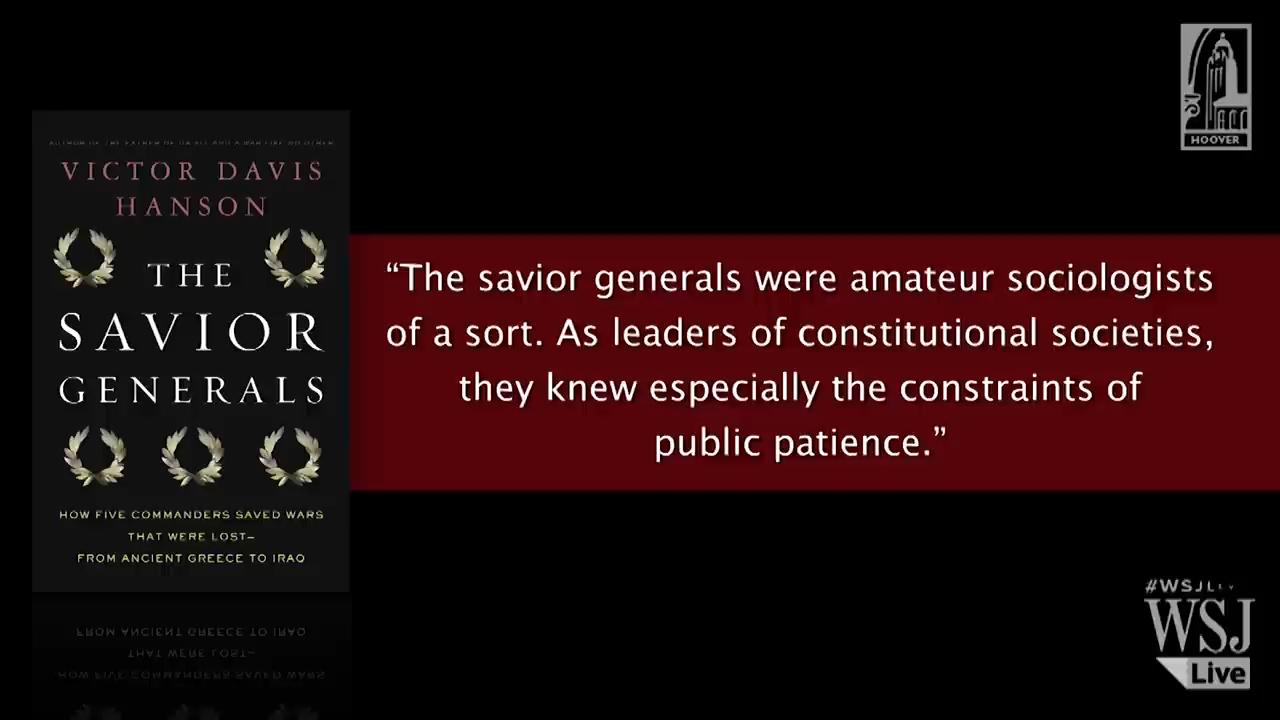 VICTOR DAVIS
HANSON
THE
SAVIOR
GENERALS
HOW FIVE COMMANDERS SAVED WARS
THAT WERE LOST—
FROM ANCIENT GREECE TO IRAQ
“The savior generals were amateur sociologists
of a sort. As leaders of constitutional societies,
they knew especially the constraints of
public patience.”
HOOVER
WSJ
Live